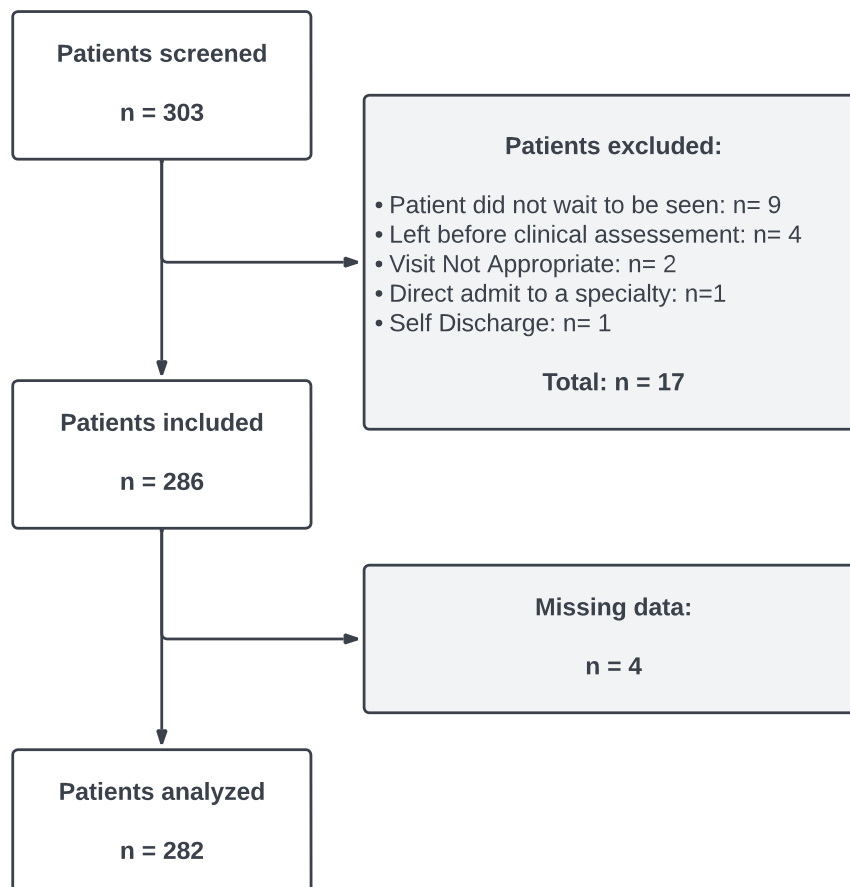 Patients screened
n = 303
Patients excluded:
• Patient did not wait to be seen: n= 9
• Left before clinical assessement: n= 4
• Visit Not Appropriate: n= 2
• Direct admit to a specialty: n=1
• Self Discharge: n= 1
Total: n = 17
Patients included
n = 286
Missing data:
n = 4
Patients analyzed
n = 282